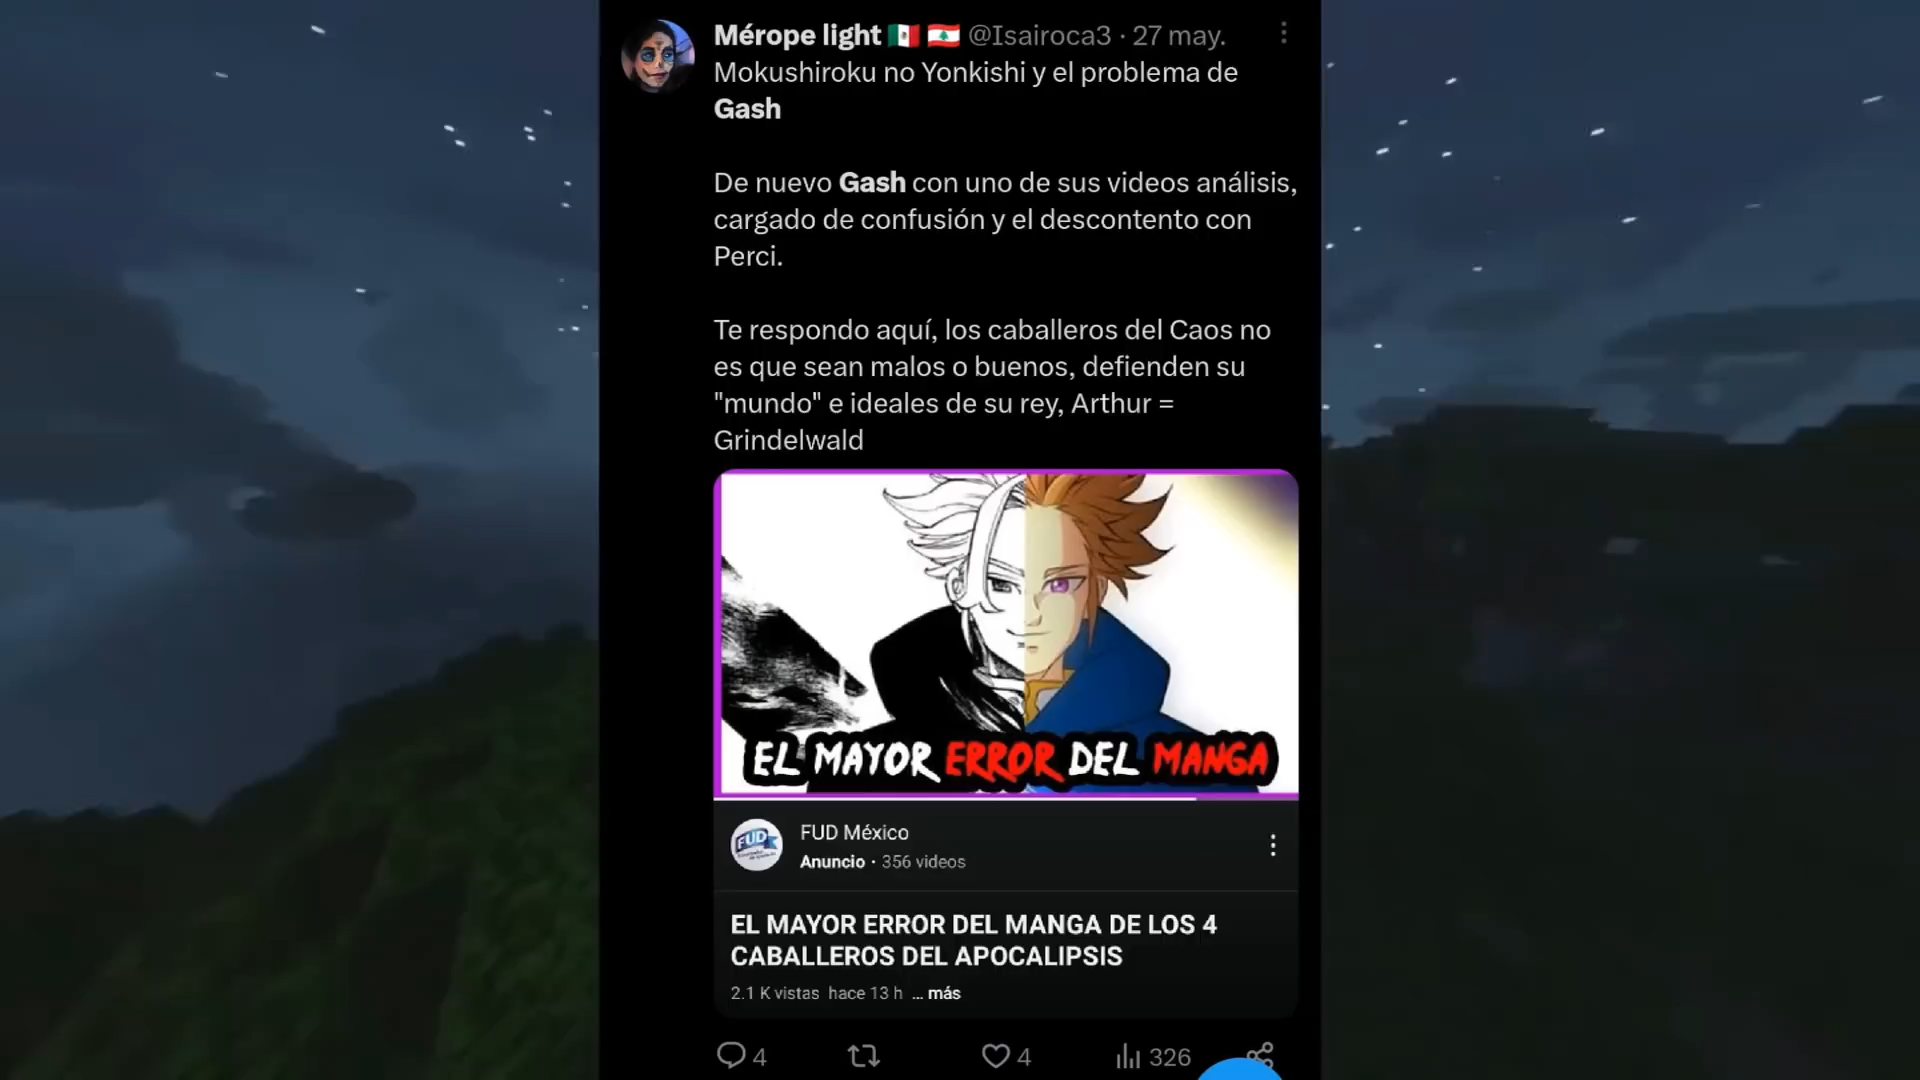 Mérope light 🇲🇽 🇱🇧 @Isairoca3 · 27 may.
Mokushiroku no Yonkishi y el problema de
Gash
De nuevo Gash con uno de sus videos análisis,
cargado de confusión y el descontento con
Perci.
Te respondo aquí, los caballeros del Caos no
es que sean malos o buenos, defienden su
"mundo" e ideales de su rey, Arthur =
Grindelwald
EL MAYOR ERROR DEL MANGA
FUD
FUD México
Anuncio · 356 videos
EL MAYOR ERROR DEL MANGA DE LOS 4
CABALLEROS DEL APOCALIPSIS
2.1 K vistas hace 13 h ... más
4 4 326